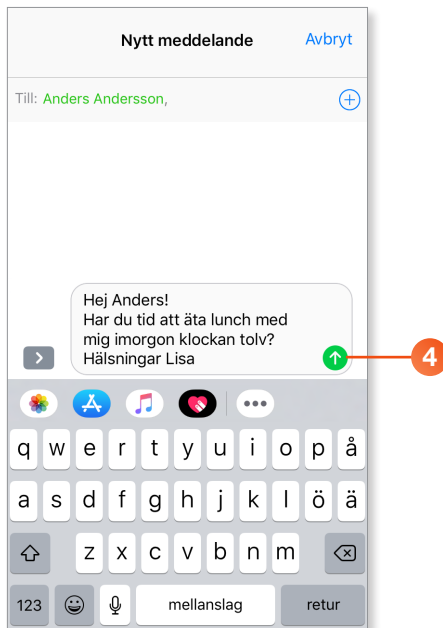 Nytt meddelande Avbryt
Till: Anders Andersson,
Hej Anders!
Har du tid att äta lunch med
mig imorgon klockan tolv?
Hälsningar Lisa
4
q w e r t y u i o p å
a s d f g h j k l ö ä
z x c v b n m
123 mellanslag retur